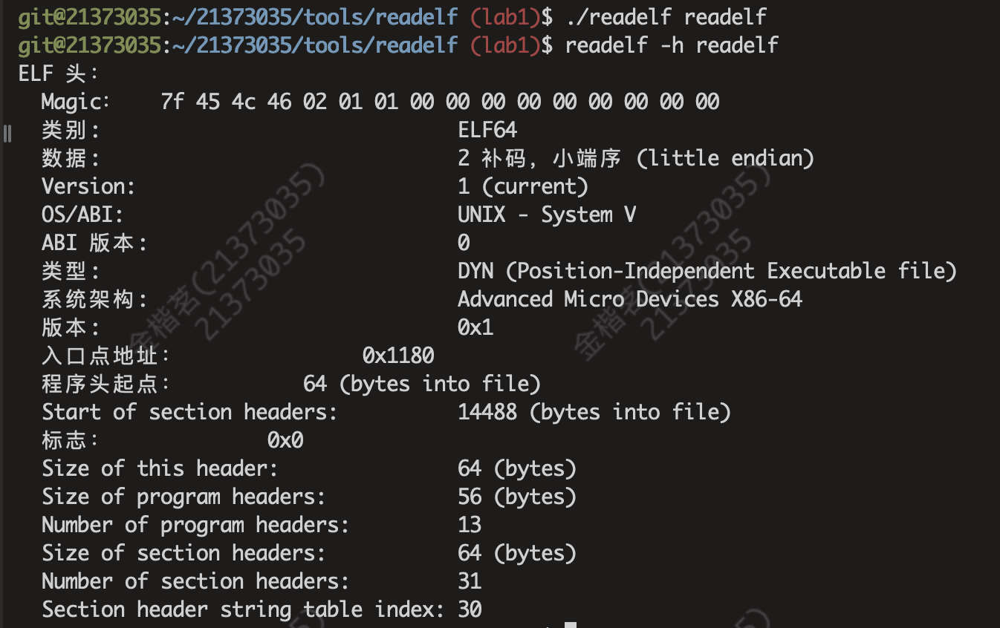 git@21373035:~/21373035/tools/readelf (lab1)$ ./readelf readelf
git@21373035:~/21373035/tools/readelf (lab1)$ readelf -h readelf
ELF 头：
  Magic：   7f 45 4c 46 02 01 01 00 00 00 00 00 00 00 00 00
  类别:                              ELF64
  数据:                              2 补码，小端序 (little endian)
  Version:                           1 (current)
  OS/ABI:                            UNIX - System V
  ABI 版本:                          0
  类型:                              DYN (Position-Independent Executable file)
  系统架构:                          Advanced Micro Devices X86-64
  版本:                              0x1
  入口点地址：                0x1180
  程序头起点：           64 (bytes into file)
  Start of section headers:          14488 (bytes into file)
  标志：              0x0
  Size of this header:               64 (bytes)
  Size of program headers:           56 (bytes)
  Number of program headers:         13
  Size of section headers:           64 (bytes)
  Number of section headers:         31
  Section header string table index: 30
金楷茗(21373035)
21373035
金楷茗(21373035)
21373035